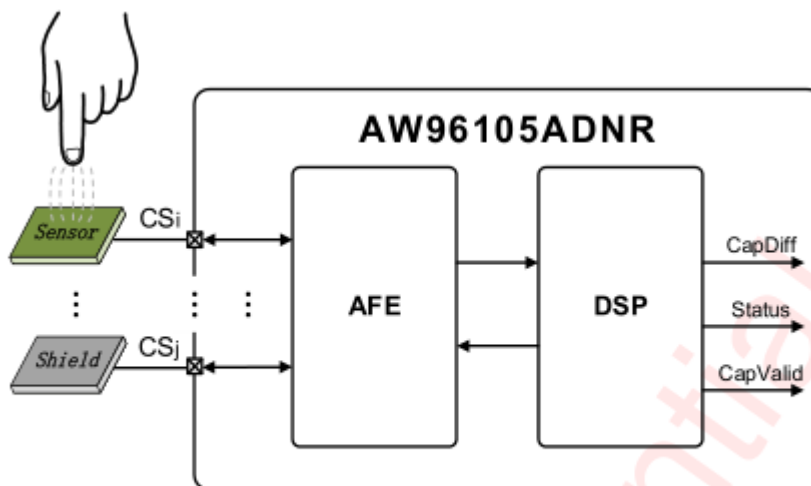 AW96105ADNR
Sensor
CSi
CapDiff
AFE
DSP
Status
Shield
CSj
CapValid